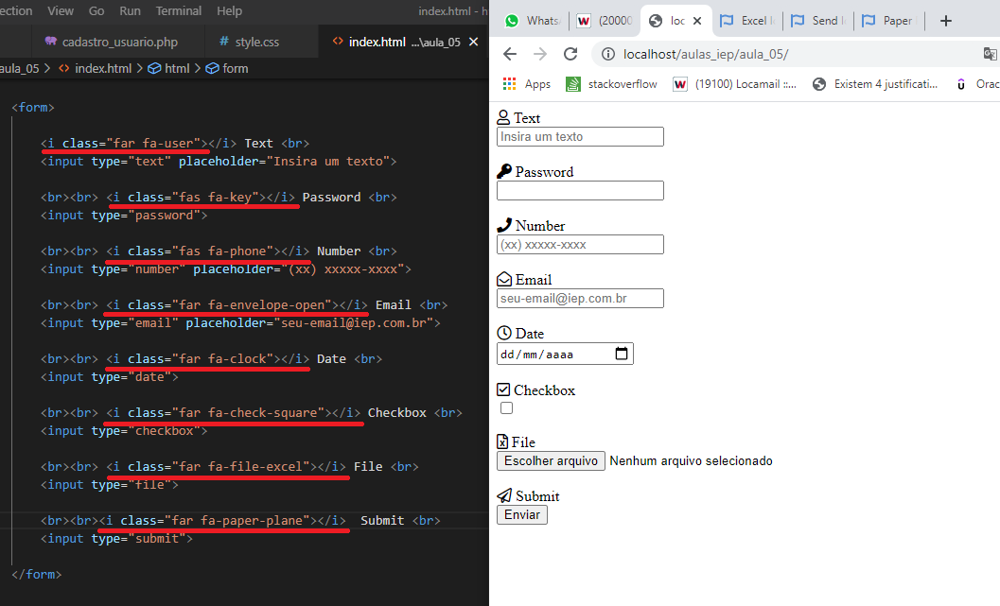 ection View Go Run Terminal Help index.html - h
cadastro_usuario.php # style.css <> index.html ...\aula_05 ×
aula_05 > <> index.html > html > form
<form>
<i class="far fa-user"></i> Text <br>
<input type="text" placeholder="Insira um texto">
<br><br> <i class="fas fa-key"></i> Password <br>
<input type="password">
<br><br> <i class="fas fa-phone"></i> Number <br>
<input type="number" placeholder="(xx) xxxxx-xxxx">
<br><br> <i class="far fa-envelope-open"></i> Email <br>
<input type="email" placeholder="seu-email@iep.com.br">
<br><br> <i class="far fa-clock"></i> Date <br>
<input type="date">
<br><br> <i class="far fa-check-square"></i> Checkbox <br>
<input type="checkbox">
<br><br> <i class="far fa-file-excel"></i> File <br>
<input type="file">
<br><br><i class="far fa-paper-plane"></i>  Submit <br>
<input type="submit">
</form>
Whats W (20000 loc × Excel I Send I Paper +
localhost/aulas_iep/aula_05/
Apps stackoverflow W (19100) Locamail ::... Existem 4 justificati... Orac
Text
Insira um texto
Password
Number
(xx) xxxxx-xxxx
Email
seu-email@iep.com.br
Date
dd/mm/aaaa
Checkbox
File
Escolher arquivo Nenhum arquivo selecionado
Submit
Enviar